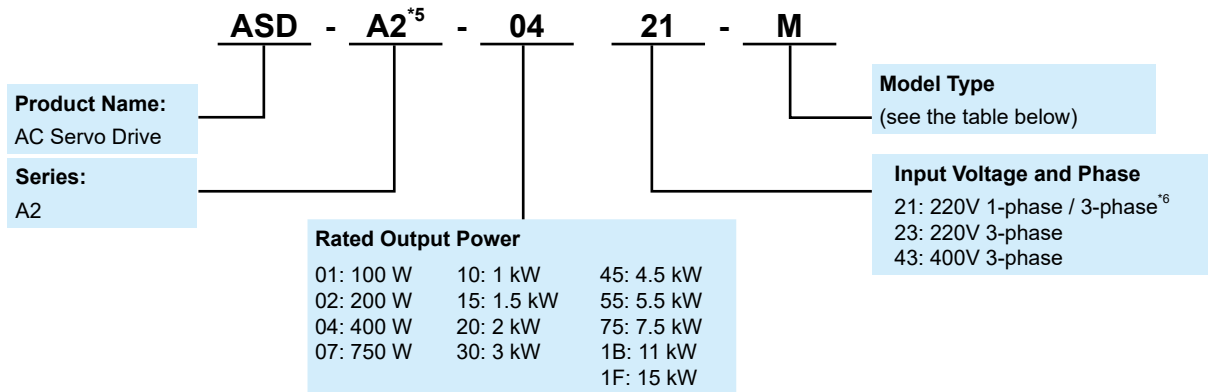 ASD - A2*5 - 04 21 - M
Product Name:
AC Servo Drive
Series:
A2
Rated Output Power
01: 100 W 10: 1 kW 45: 4.5 kW
02: 200 W 15: 1.5 kW 55: 5.5 kW
04: 400 W 20: 2 kW 75: 7.5 kW
07: 750 W 30: 3 kW 1B: 11 kW
1F: 15 kW
Model Type
(see the table below)
Input Voltage and Phase
21: 220V 1-phase / 3-phase*6
23: 220V 3-phase
43: 400V 3-phase